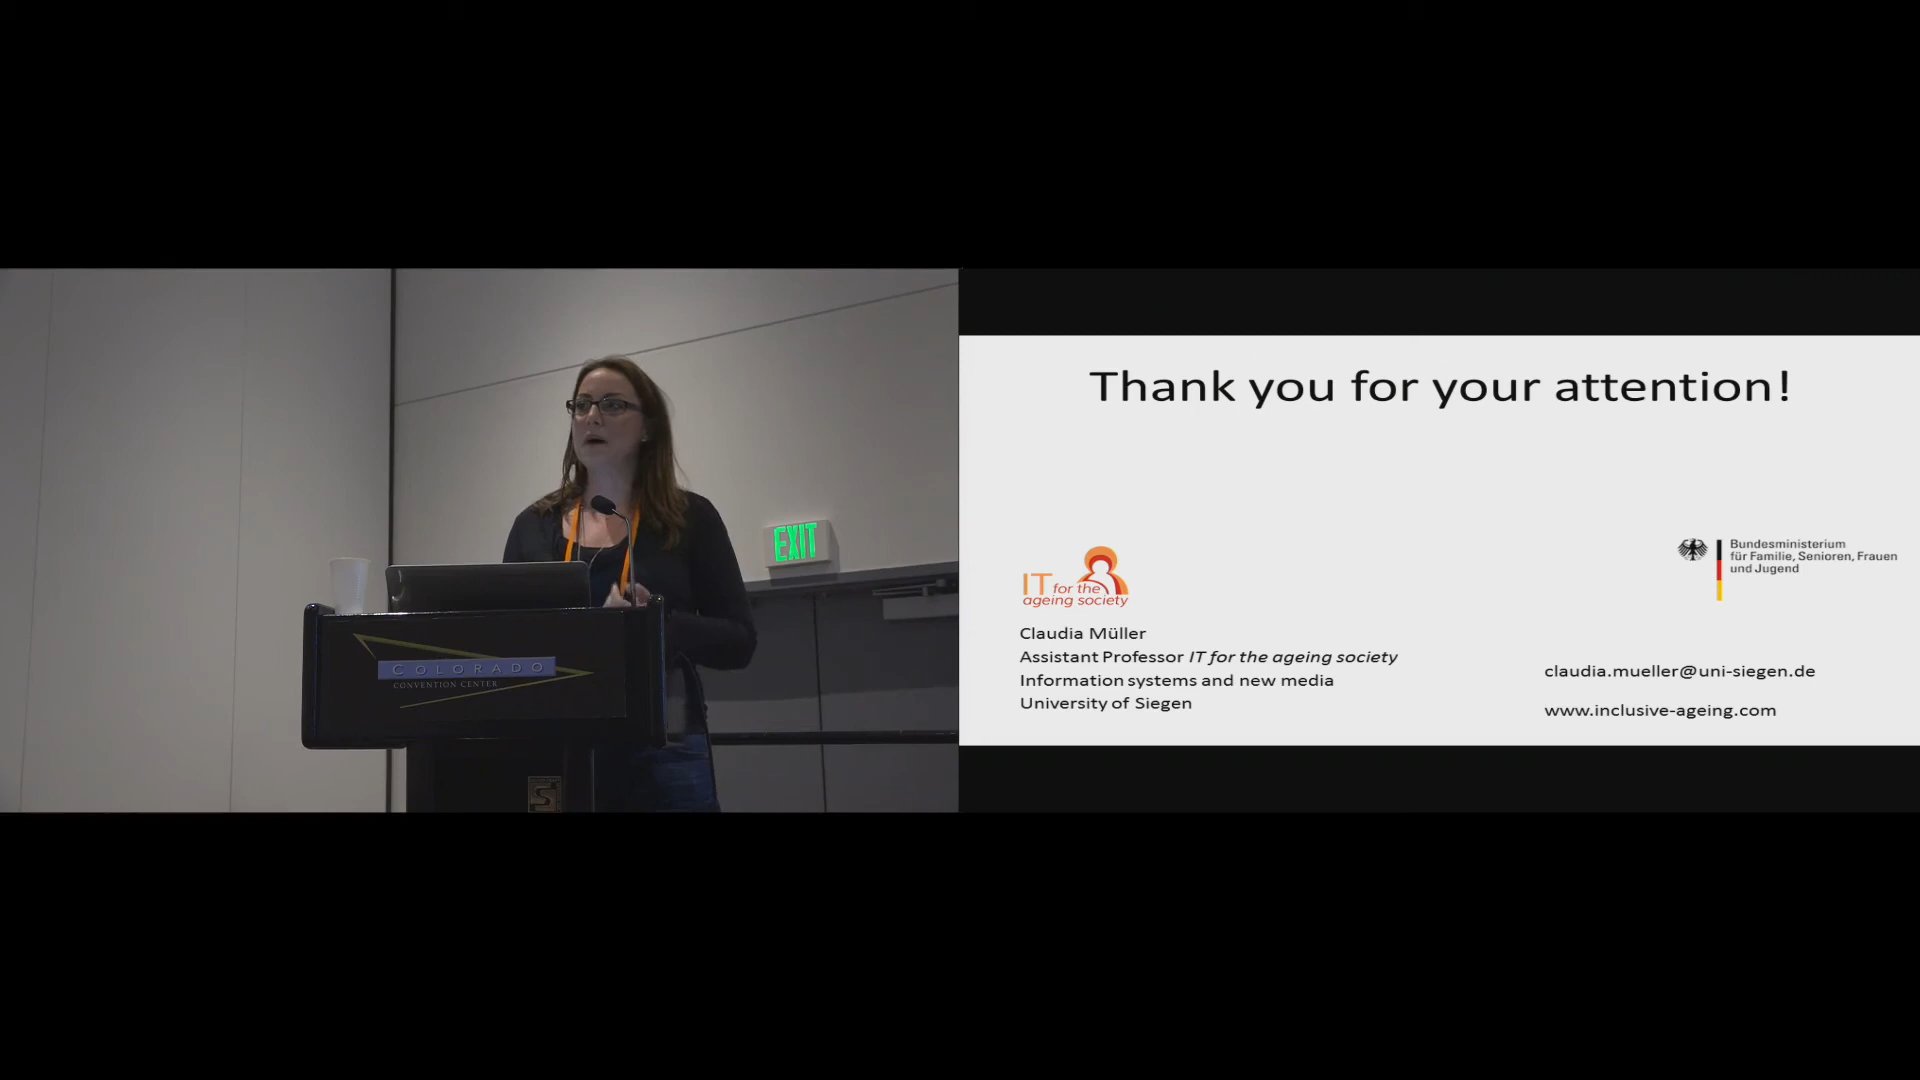 EXIT
COLORADO
CONVENTION CENTER
Thank you for your attention!
IT for the
ageing society
Bundesministerium
für Familie, Senioren, Frauen
und Jugend
Claudia Müller
Assistant Professor IT for the ageing society
Information systems and new media
University of Siegen
claudia.mueller@uni-siegen.de
www.inclusive-ageing.com